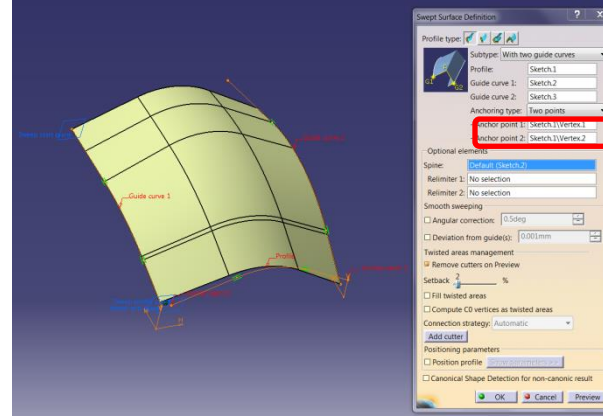 Swept Surface Definition
Profile type:
Subtype: With two guide curves
Profile: Sketch.1
Guide curve 1: Sketch.2
Guide curve 2: Sketch.3
Anchoring type: Two points
Anchor point 1: Sketch.1\Vertex.1
Anchor point 2: Sketch.1\Vertex.2
G1
G2
Optional elements
Spine: Default (Sketch.2)
Relimiter 1: No selection
Relimiter 2: No selection
Smooth sweeping
Angular correction: 0.5deg
Deviation from guide(s): 0.001mm
Twisted areas management
Remove cutters on Preview
Setback 2 %
Fill twisted areas
Compute C0 vertices as twisted areas
Connection strategy: Automatic
Add cutter
Positioning parameters
Position profile
Canonical Shape Detection for non-canonic result
OK Cancel Preview
Guide curve 1
Profile
H